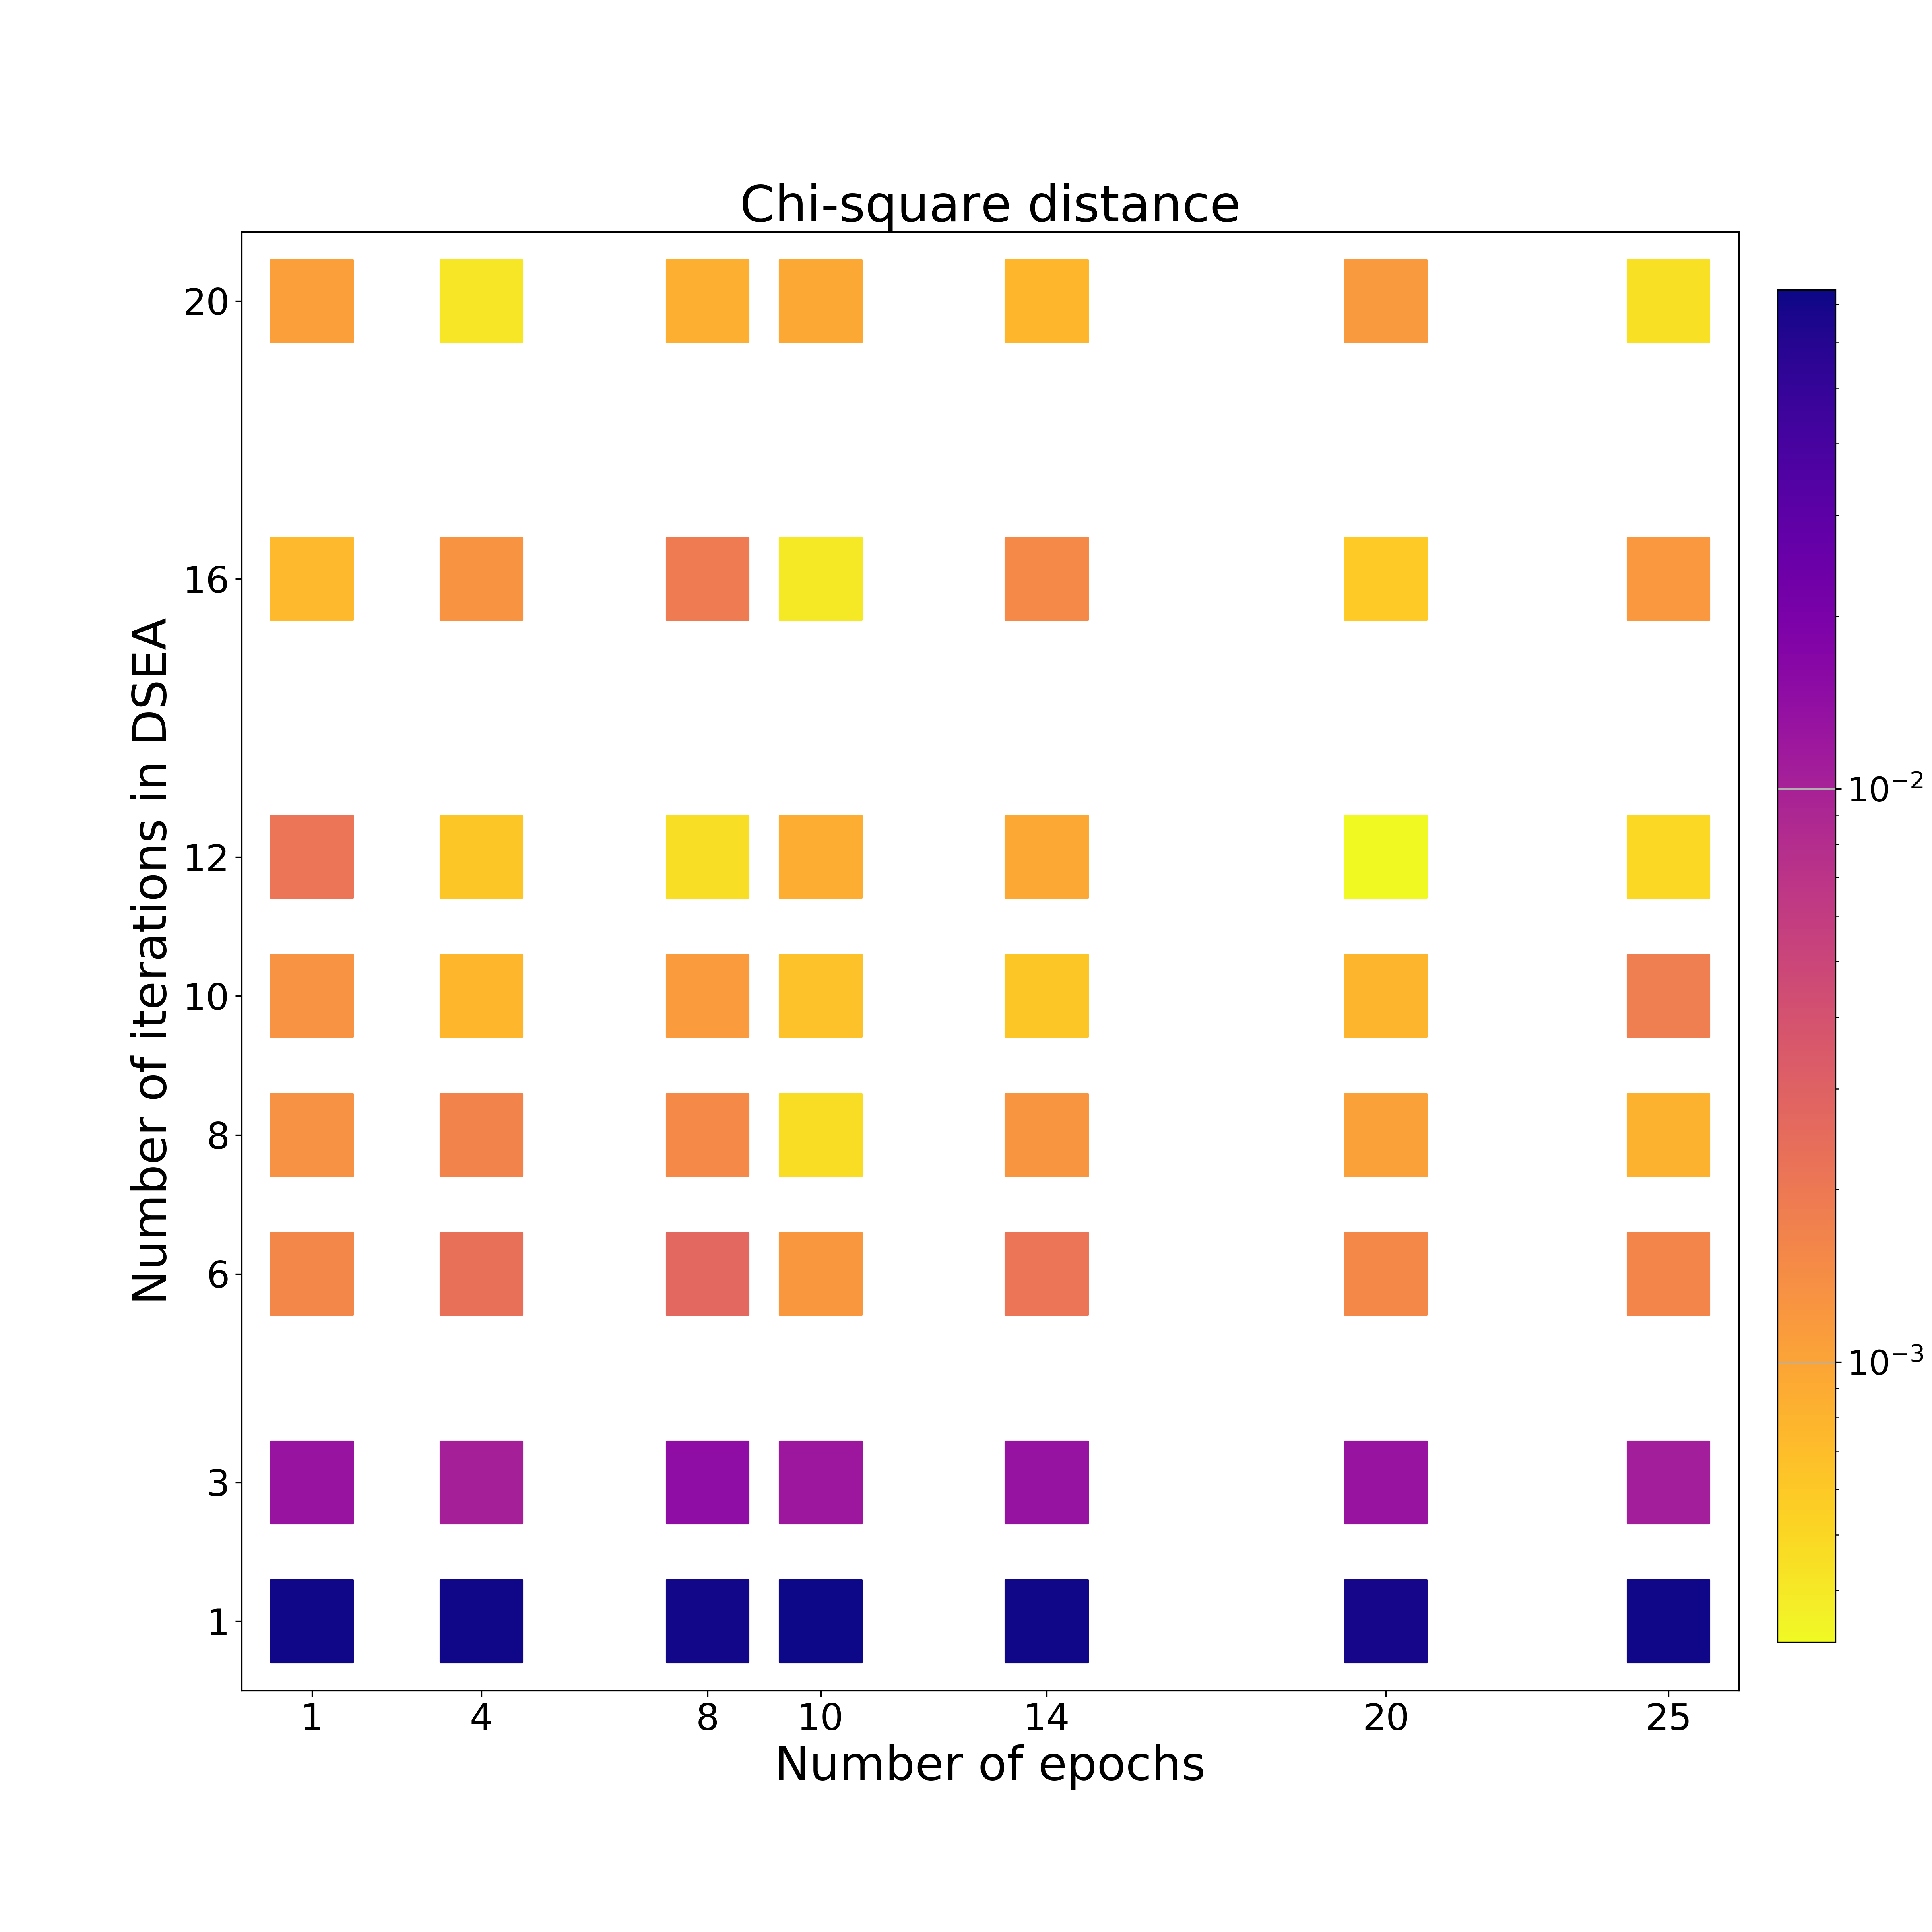 Chi-square distance
Number of iterations in DSEA
20
16
12
10
8
6
3
1
1 4 8 10 14 20 25
Number of epochs
10⁻²
10⁻³